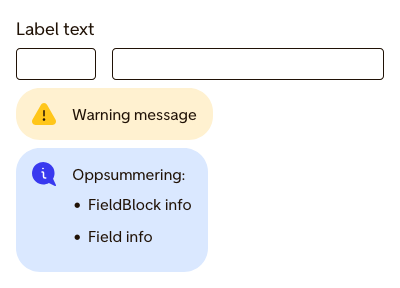 Label text
Warning message
Oppsummering:
• FieldBlock info
• Field info